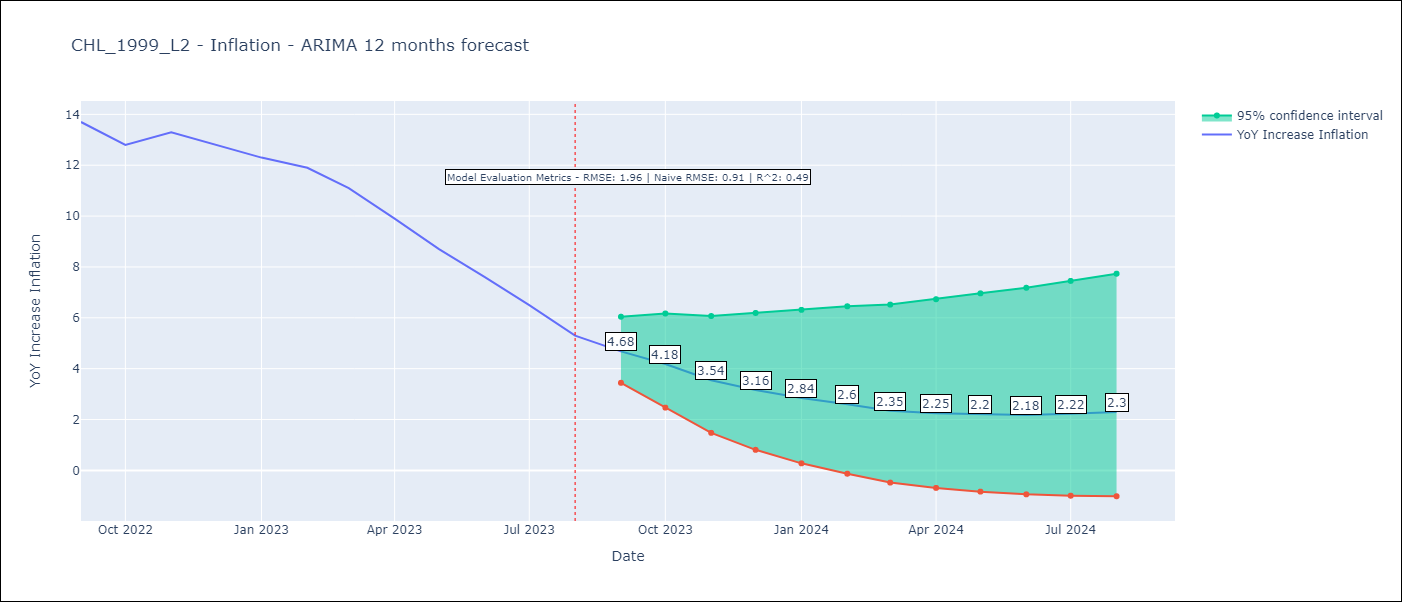 CHL_1999_L2 - Inflation - ARIMA 12 months forecast
95% confidence interval
YoY Increase Inflation
Model Evaluation Metrics - RMSE: 1.96 | Naive RMSE: 0.91 | R^2: 0.49
YoY Increase Inflation
14
12
10
8
6
4
2
0
4.68
4.18
3.54
3.16
2.84
2.6
2.35
2.25
2.2
2.18
2.22
2.3
Oct 2022
Jan 2023
Apr 2023
Jul 2023
Oct 2023
Jan 2024
Apr 2024
Jul 2024
Date